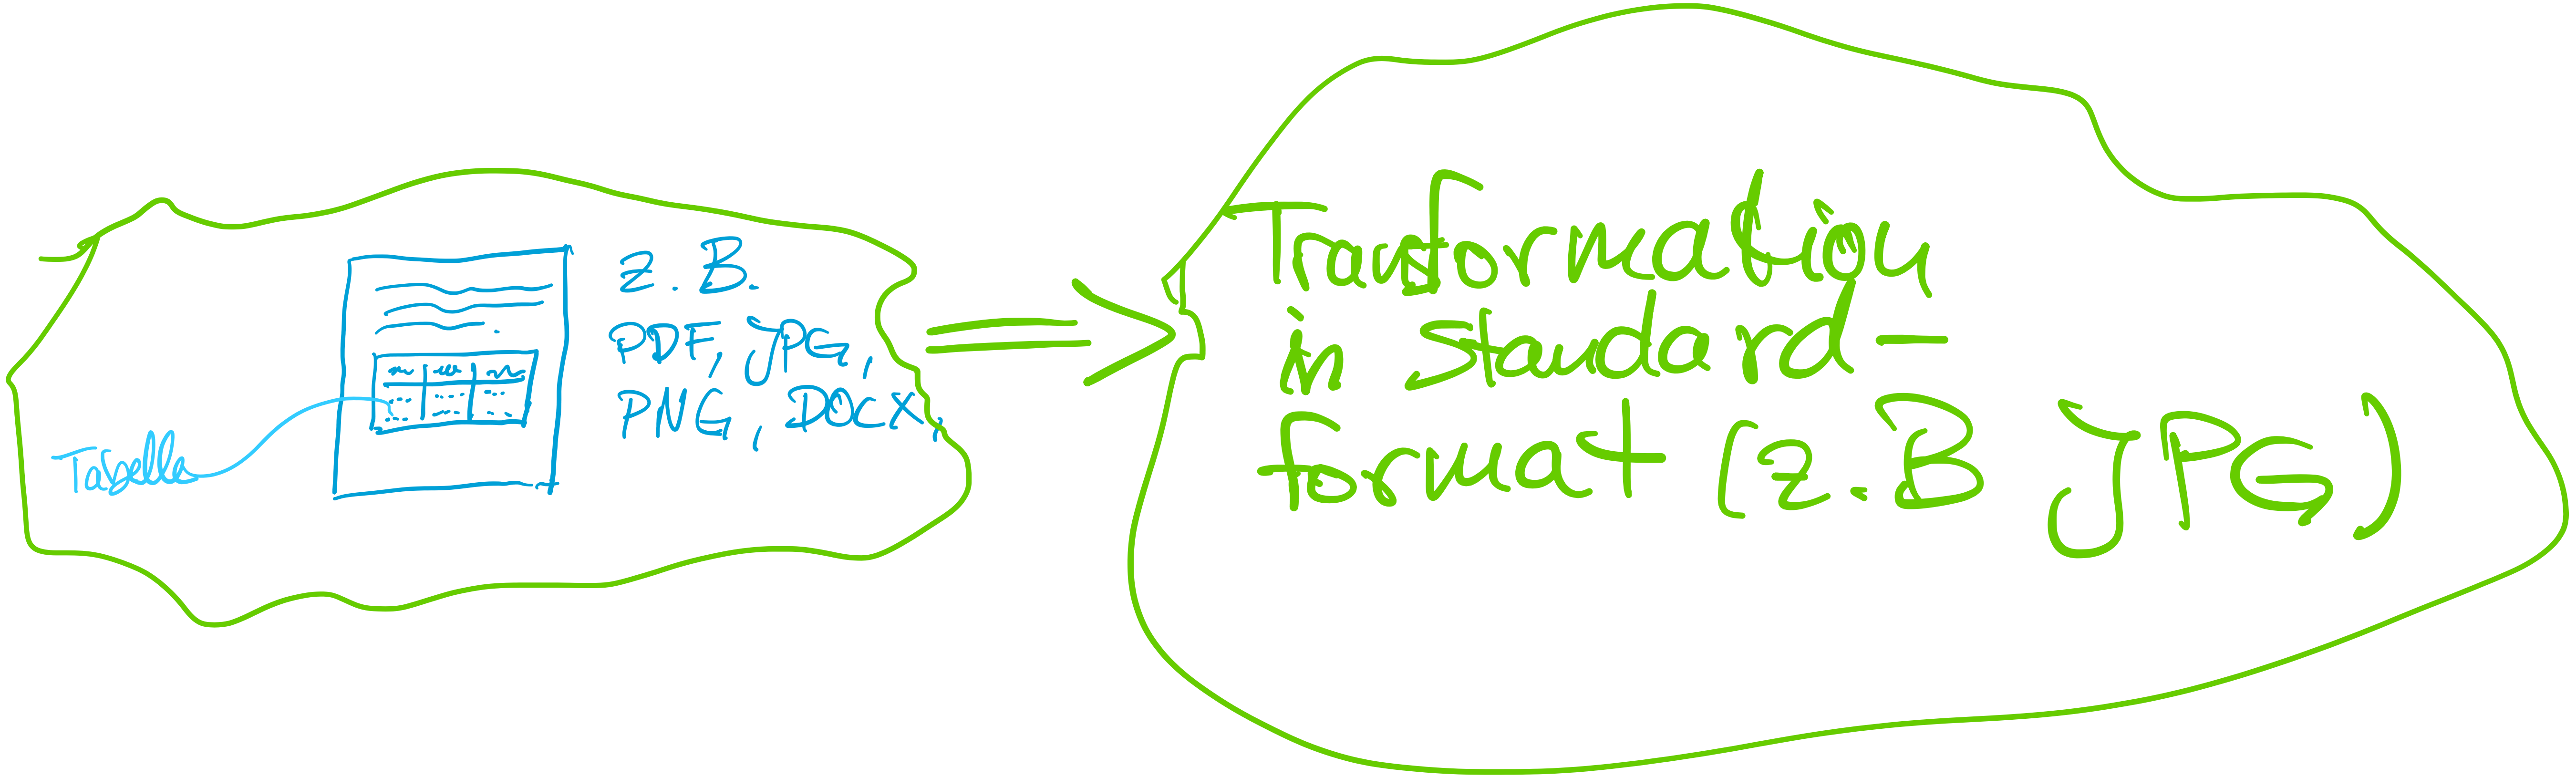 z. B.
PDF, JPG,
PNG, DOCX,
Tabelle
Transformation
in Standard-
format (z.B JPG)